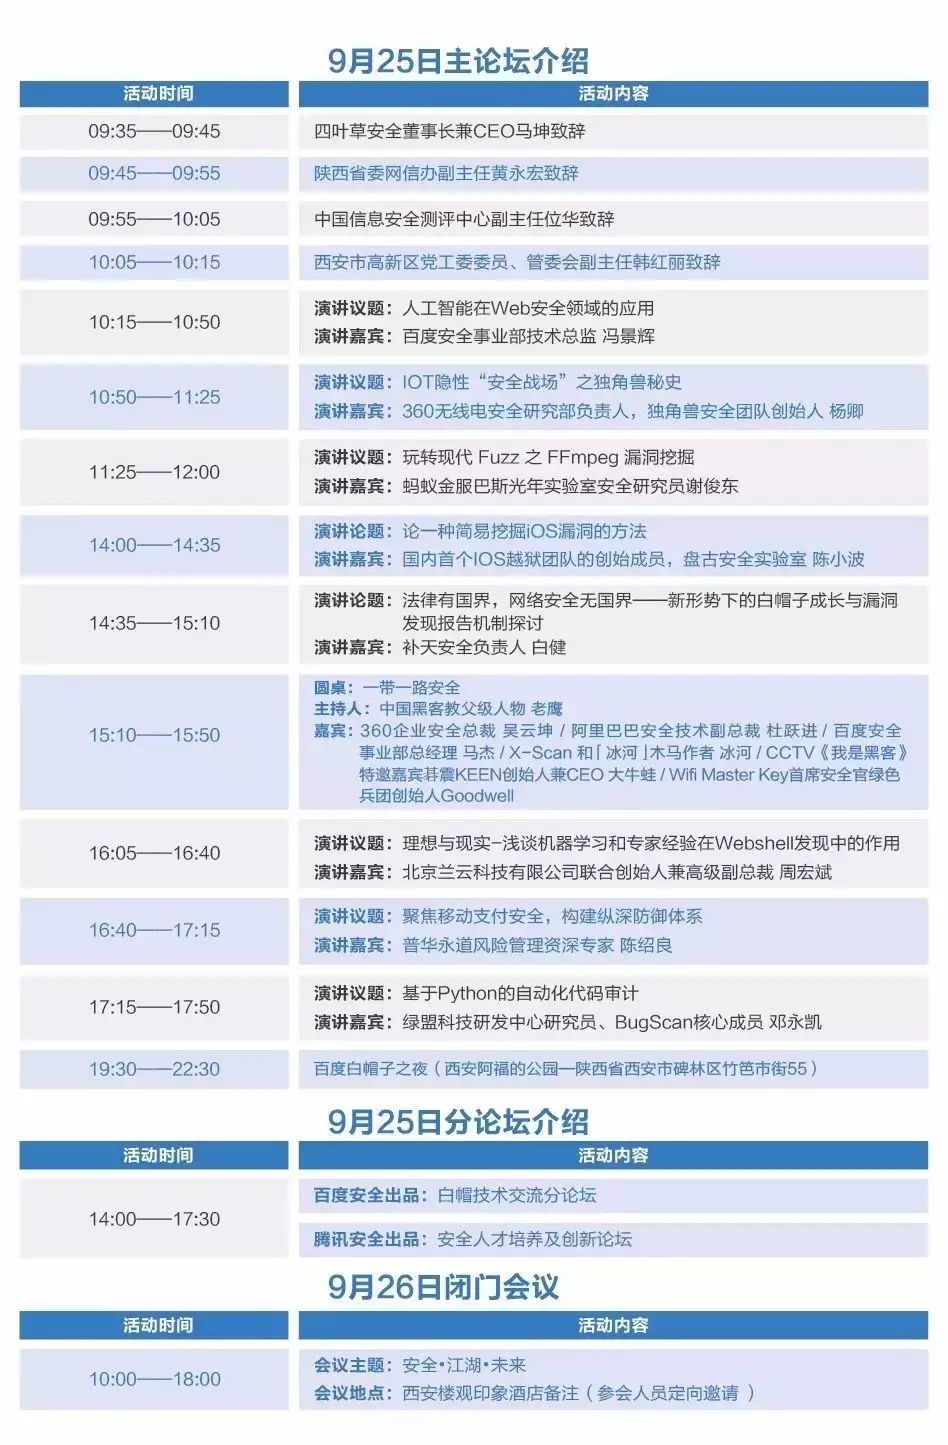 9月25日主论坛介绍
活动时间 活动内容
09:35——09:45 四叶草安全董事长兼CEO马坤致辞
09:45——09:55 陕西省委网信办副主任黄永宏致辞
09:55——10:05 中国信息安全测评中心副主任位华致辞
10:05——10:15 西安市高新区党工委委员、管委会副主任韩红丽致辞
10:15——10:50
演讲议题：人工智能在Web安全领域的应用
演讲嘉宾：百度安全事业部技术总监 冯景辉
10:50——11:25
演讲议题：IOT隐性“安全战场”之独角兽秘史
演讲嘉宾：360无线电安全研究部负责人，独角兽安全团队创始人 杨卿
11:25——12:00
演讲议题：玩转现代 Fuzz 之 FFmpeg 漏洞挖掘
演讲嘉宾：蚂蚁金服巴斯光年实验室安全研究员谢俊东
14:00——14:35
演讲论题：论一种简易挖掘iOS漏洞的方法
演讲嘉宾：国内首个IOS越狱团队的创始成员，盘古安全实验室 陈小波
14:35——15:10
演讲论题：法律有国界，网络安全无国界——新形势下的白帽子成长与漏洞
发现报告机制探讨
演讲嘉宾：补天安全负责人 白健
15:10——15:50
圆桌：一带一路安全
主持人：中国黑客教父级人物 老鹰
嘉宾：360企业安全总裁 吴云坤 / 阿里巴巴安全技术副总裁 杜跃进 / 百度安全
事业部总经理 马杰 / X-Scan 和「冰河」木马作者 冰河 / CCTV《我是黑客》
特邀嘉宾碁震KEEN创始人兼CEO 大牛蛙 / Wifi Master Key首席安全官绿色
兵团创始人Goodwell
16:05——16:40
演讲议题：理想与现实-浅谈机器学习和专家经验在Webshell发现中的作用
演讲嘉宾：北京兰云科技有限公司联合创始人兼高级副总裁 周宏斌
16:40——17:15
演讲议题：聚焦移动支付安全，构建纵深防御体系
演讲嘉宾：普华永道风险管理资深专家 陈绍良
17:15——17:50
演讲议题：基于Python的自动化代码审计
演讲嘉宾：绿盟科技研发中心研究员、BugScan核心成员 邓永凯
19:30——22:30 百度白帽子之夜（西安阿福的公园—陕西省西安市碑林区竹笆市街55）
9月25日分论坛介绍
活动时间 活动内容
14:00——17:30
百度安全出品：白帽技术交流分论坛
腾讯安全出品：安全人才培养及创新论坛
9月26日闭门会议
活动时间 活动内容
10:00——18:00
会议主题：安全·江湖·未来
会议地点：西安楼观印象酒店备注（参会人员定向邀请 ）